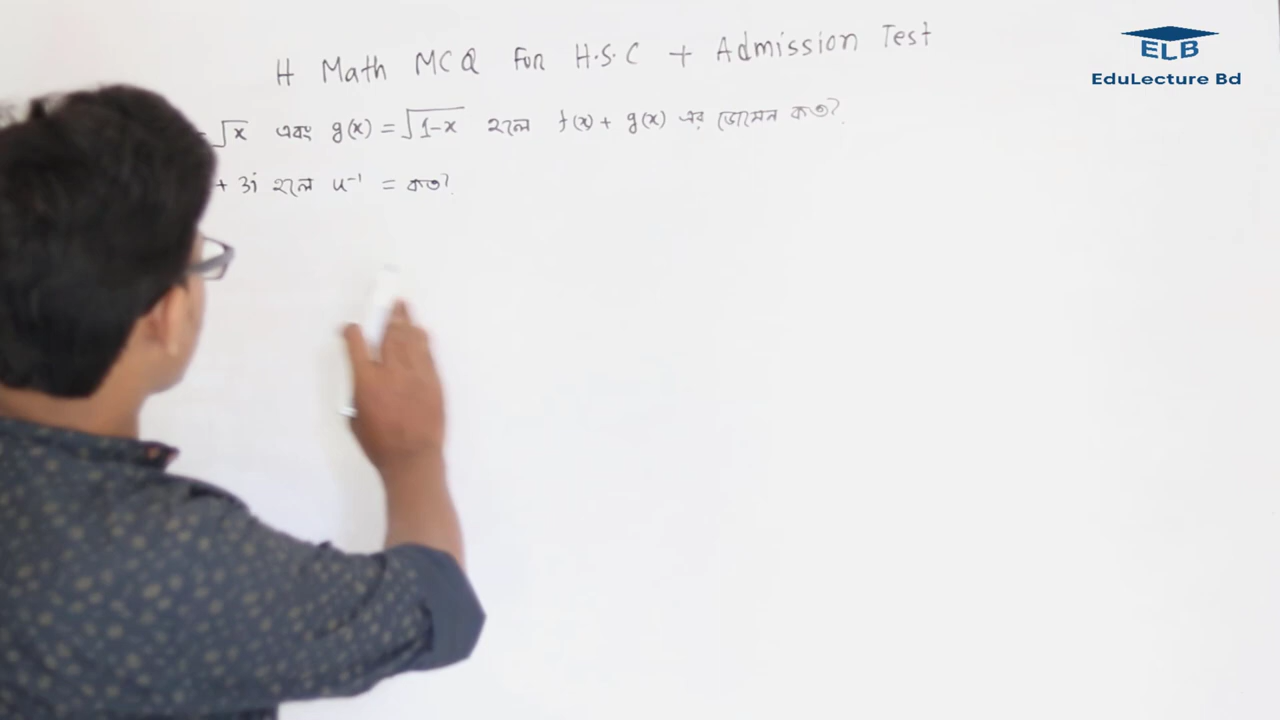 H Math MCQ For H.S.C + Admission Test
ELB
EduLecture Bd
√x এবং g(x) = √1-x হলে f(x) + g(x) এর ডোমেন কত?
+ 3i হলে u⁻¹ = কত?